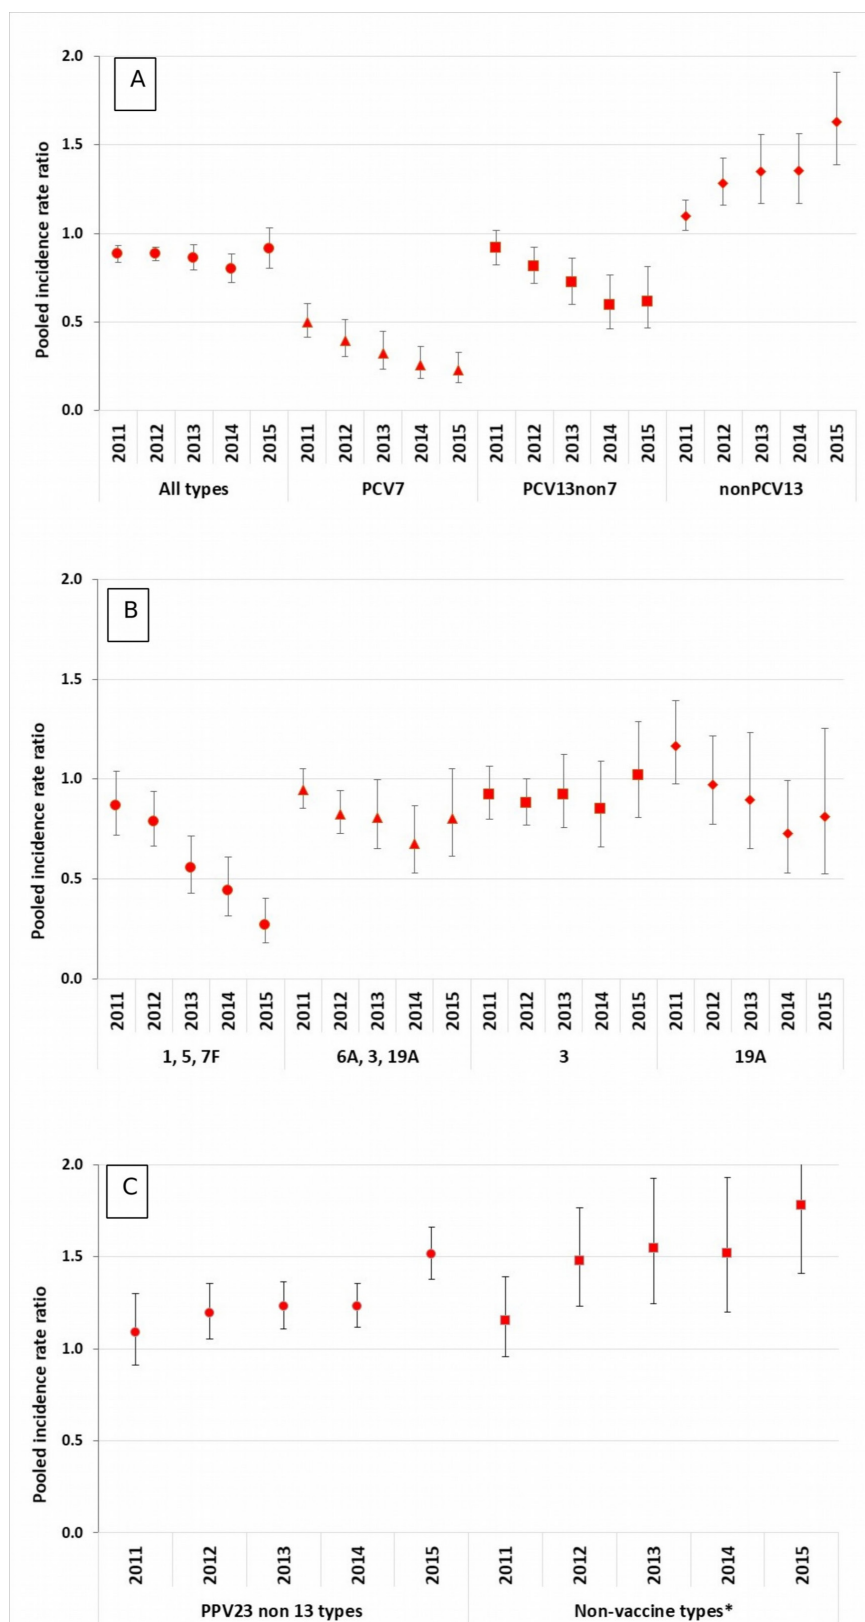 A
Pooled incidence rate ratio
2.0
1.5
1.0
0.5
0.0
2011 2012 2013 2014 2015 2011 2012 2013 2014 2015 2011 2012 2013 2014 2015 2011 2012 2013 2014 2015
All types PCV7 PCV13non7 nonPCV13
B
Pooled incidence rate ratio
2.0
1.5
1.0
0.5
0.0
2011 2012 2013 2014 2015 2011 2012 2013 2014 2015 2011 2012 2013 2014 2015 2011 2012 2013 2014 2015
1, 5, 7F 6A, 3, 19A 3 19A
C
Pooled incidence rate ratio
2.0
1.5
1.0
0.5
0.0
2011 2012 2013 2014 2015 2011 2012 2013 2014 2015
PPV23 non 13 types Non-vaccine types*